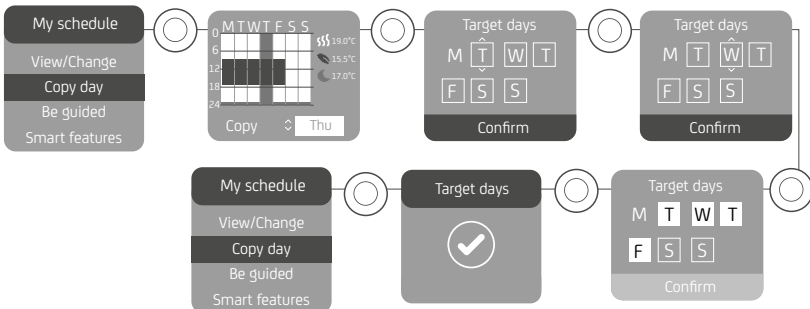 My schedule
View/Change
Copy day
Be guided
Smart features
M T W T F S S
0
6
12
18
24
19.0°C
15.5°C
17.0°C
Copy Thu
Target days
M T W T
F S S
Confirm
Target days
M T W T
F S S
Confirm
My schedule
View/Change
Copy day
Be guided
Smart features
Target days
Target days
M T W T
F S S
Confirm